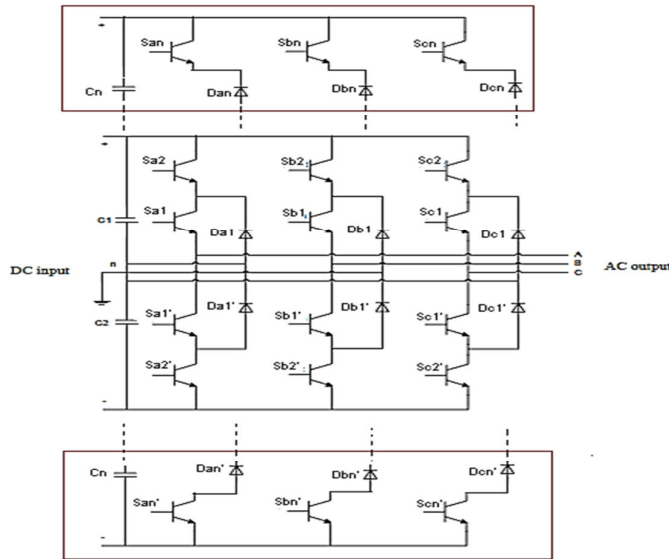 +
San Sbn Scn
Cn Dan Dbn Dcn
+
Sa2 Sb2 Sc2
C1 Sa1 Da1 Sb1 Db1 Sc1 Dc1
A
DC input n B AC output
C
C2 Sa1' Da1' Sb1' Db1' Sc1' Dc1'
Sa2' Sb2' Sc2'
-
Cn Dan' Dbn' Dcn'
San' Sbn' Scn'
-